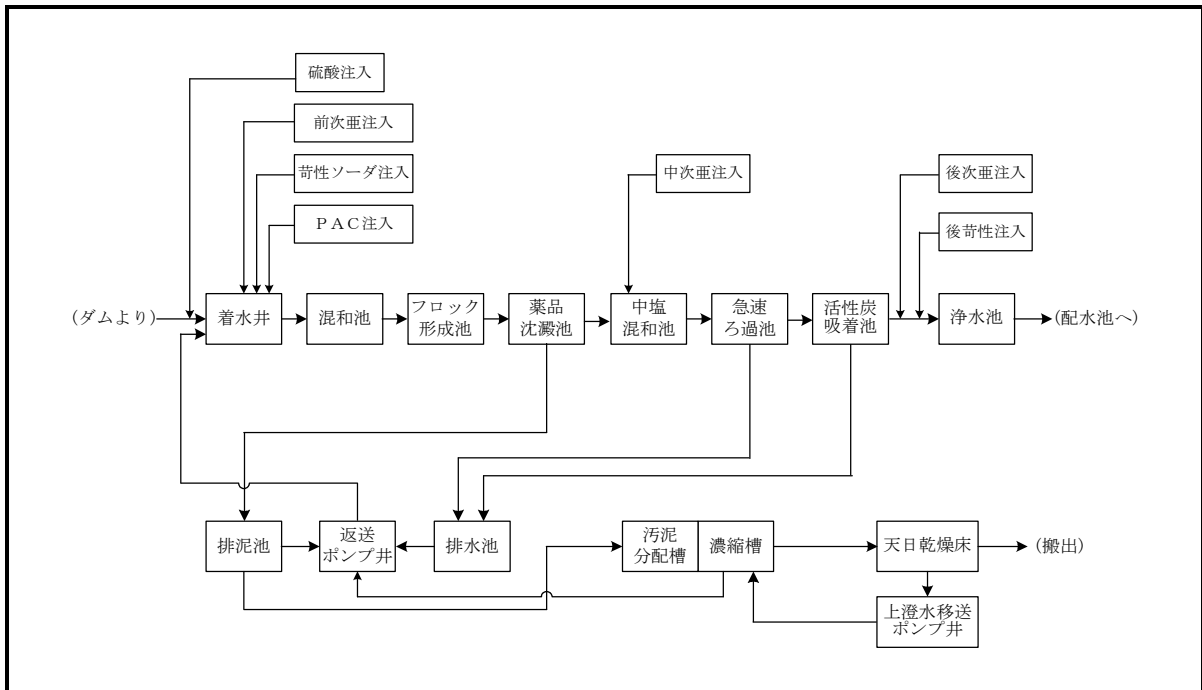 硫酸注入
前次亜注入
苛性ソーダ注入
ＰＡＣ注入
中次亜注入
後次亜注入
後苛性注入
(ダムより)
着水井
混和池
フロック
形成池
薬品
沈澱池
中塩
混和池
急速
ろ過池
活性炭
吸着池
浄水池
(配水池へ)
排泥池
返送
ポンプ井
排水池
汚泥
分配槽
濃縮槽
天日乾燥床
(搬出)
上澄水移送
ポンプ井